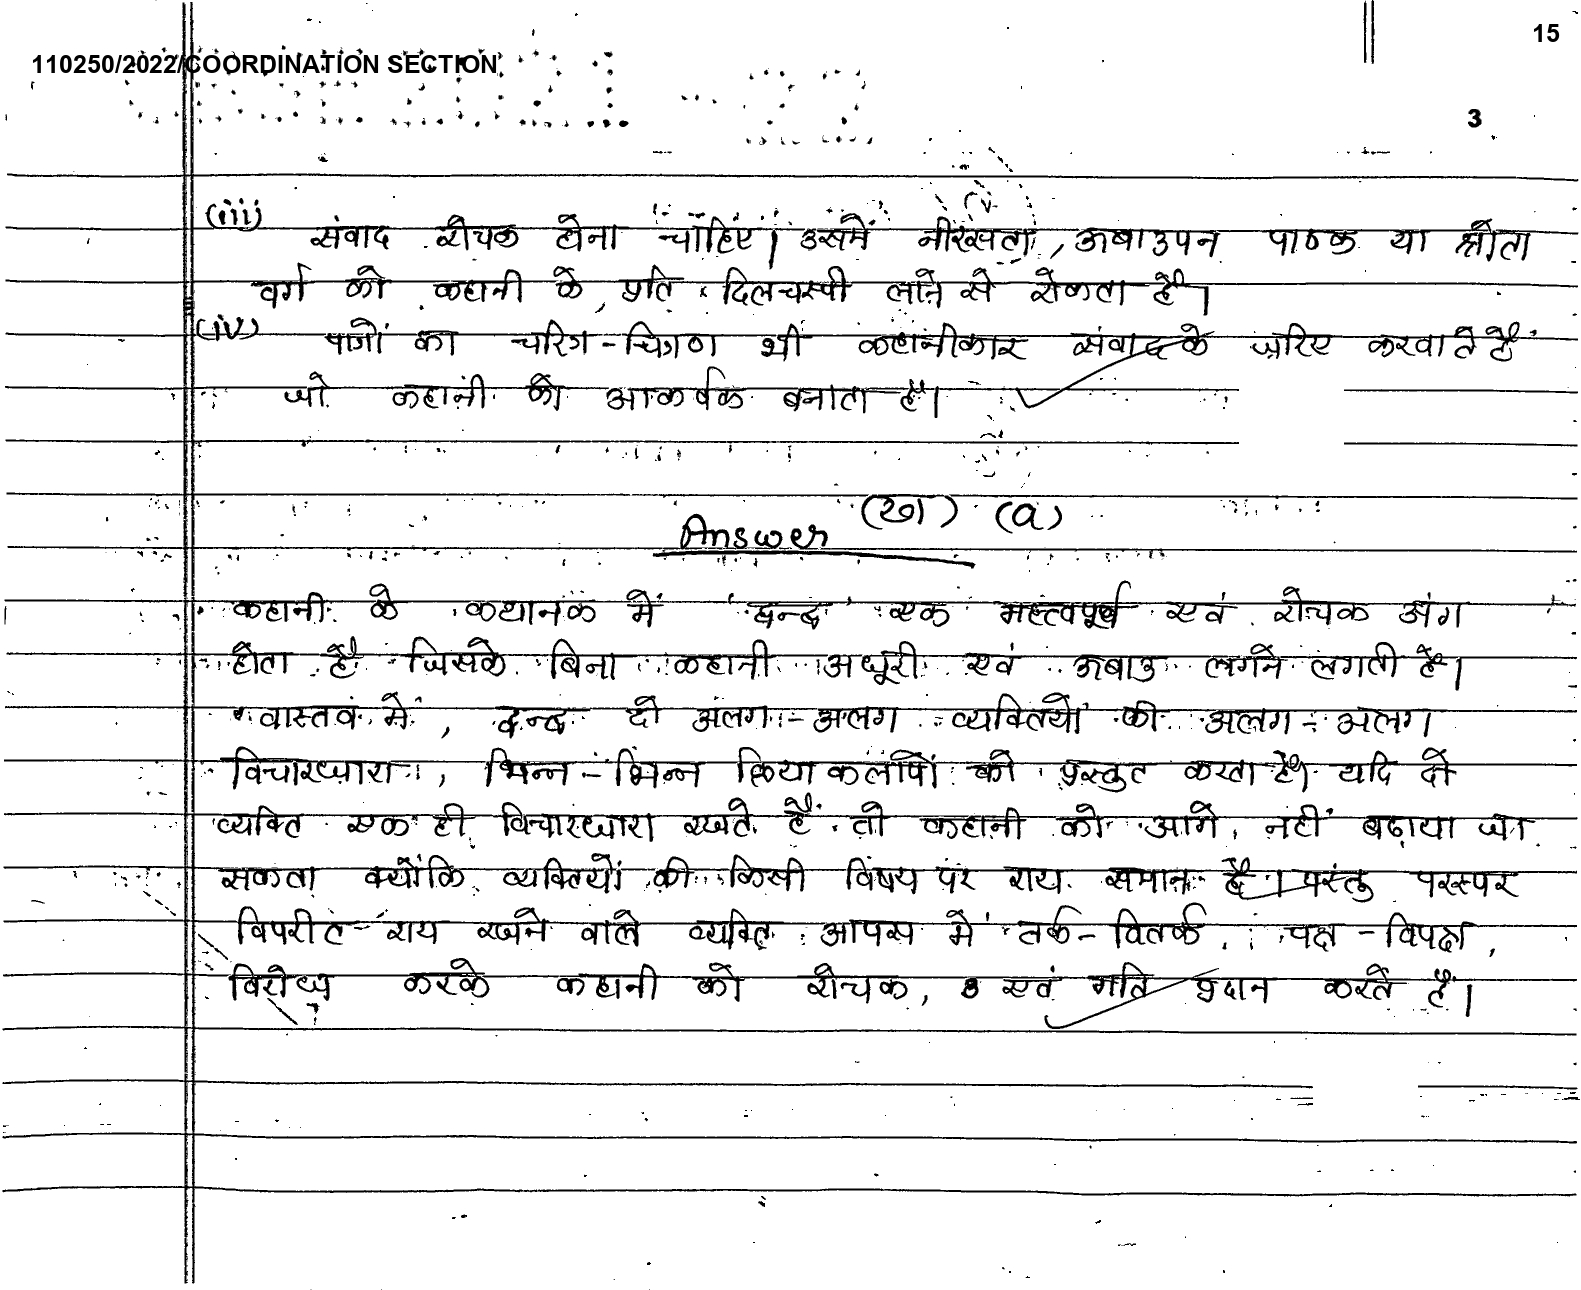 15
110250/2022/COORDINATION SECTION
3
(iii) संवाद रोचक होना चाहिए। उसमें नीरसता, ऊबाउपन पाठक या श्रोता
वर्ग को कहानी के प्रति दिलचस्पी लाने से रोकता है।
(iv) पात्रों का चरित्र-चित्रण भी कहानीकार संवाद के ज़रिए करवाते हैं
जो कहानी को आकर्षक बनाता है।
Answer (ख) (a)
कहानी के कथानक में 'द्वन्द्व' एक महत्त्वपूर्ण एवं रोचक अंग
होता है जिसके बिना कहानी अधूरी एवं ऊबाउ लगने लगती है।
वास्तव में, द्वन्द्व दो अलग-अलग व्यक्तियों की अलग-अलग
विचारधारा, भिन्न-भिन्न क्रियाकलापों को प्रस्तुत करता है। यदि दो
व्यक्ति एक ही विचारधारा रखते हैं तो कहानी को आगे नहीं बढ़ाया जा
सकता क्योंकि व्यक्तियों की किसी विषय पर राय समान है। परंतु परस्पर
विपरीत राय रखने वाले व्यक्ति आपस में तर्क-वितर्क, पक्ष-विपक्ष,
विरोध करके कहानी को रोचक, एवं गति प्रदान करते हैं।